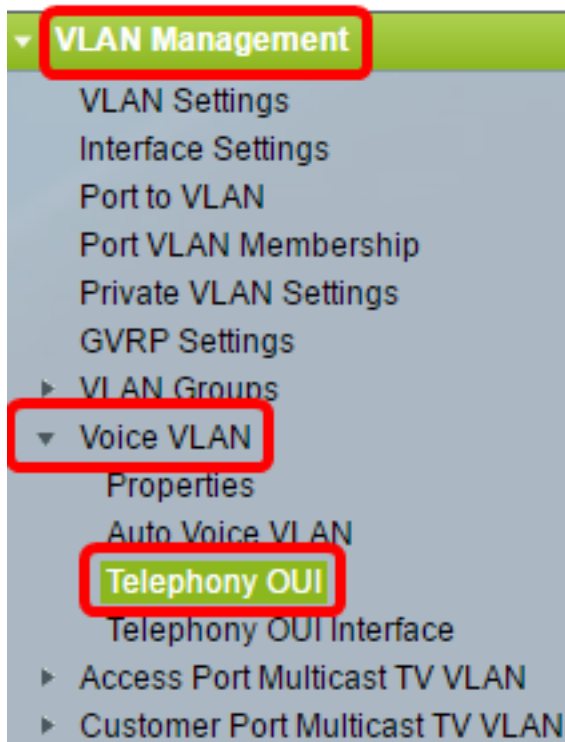 VLAN Management
VLAN Settings
Interface Settings
Port to VLAN
Port VLAN Membership
Private VLAN Settings
GVRP Settings
VLAN Groups
Voice VLAN
Properties
Auto Voice VLAN
Telephony OUI
Telephony OUI Interface
Access Port Multicast TV VLAN
Customer Port Multicast TV VLAN